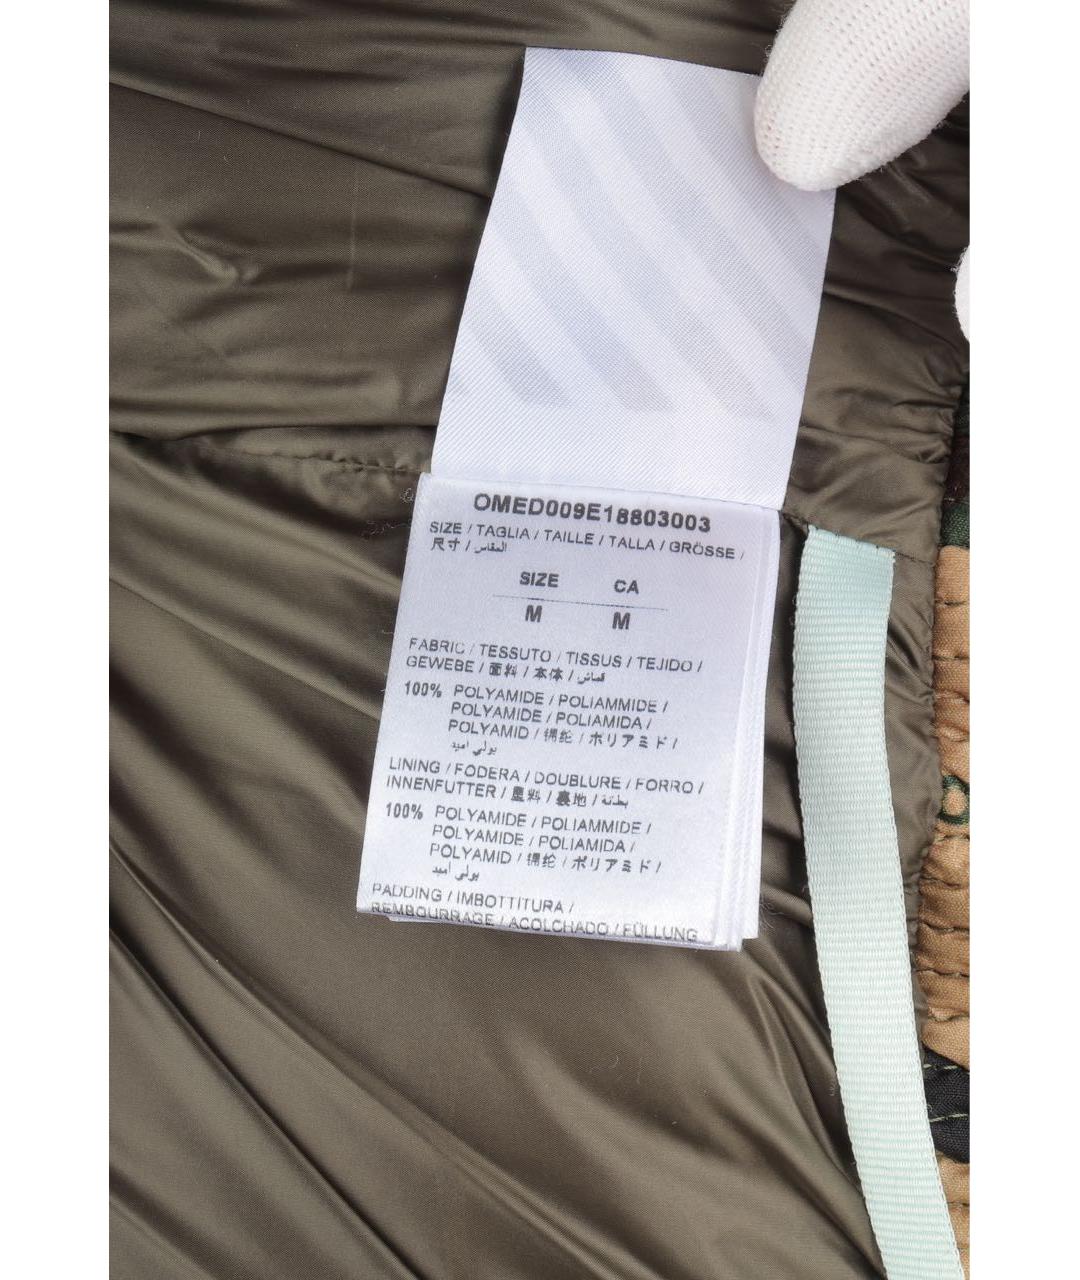 OMED009E18803003
SIZE / TAGLIA / TAILLE / TALLA / GRÖSSE /
尺寸 / المقاس
SIZE CA
M M
FABRIC / TESSUTO / TISSUS / TEJIDO /
GEWEBE / 面料 / 本体 / قماش
100% POLYAMIDE / POLIAMMIDE /
POLYAMIDE / POLIAMIDA /
POLYAMID / 锦纶 / ポリアミド /
بولي اميد
LINING / FODERA / DOUBLURE / FORRO /
INNENFUTTER / 里料 / 裏地 / بطانة
100% POLYAMIDE / POLIAMMIDE /
POLYAMIDE / POLIAMIDA /
POLYAMID / 锦纶 / ポリアミド /
بولي اميد
PADDING / IMBOTTITURA /
REMBOURRAGE / ACOLCHADO / FÜLLUNG